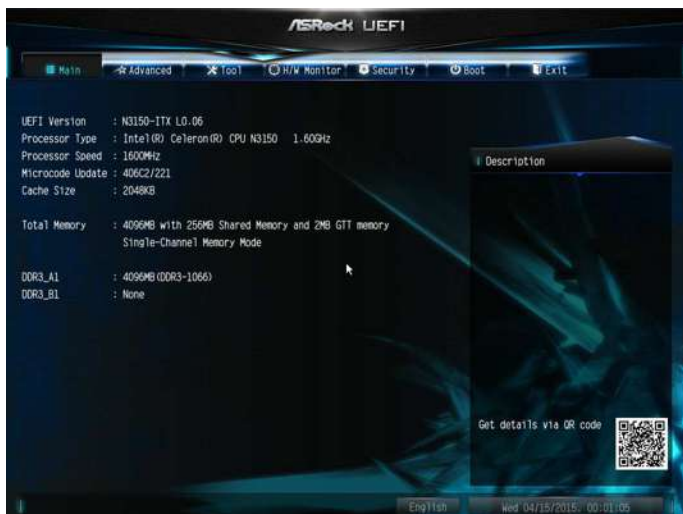 ASRock UEFI
Main Advanced Tool H/W Monitor Security Boot Exit
UEFI Version : N3150-ITX L0.06
Processor Type : Intel(R) Celeron(R) CPU N3150 1.60GHz
Processor Speed : 1600MHz
Microcode Update : 406C2/221
Cache Size : 2048KB
Total Memory : 4096MB with 256MB Shared Memory and 2MB GTT memory
Single-Channel Memory Mode
DDR3_A1 : 4096MB(DDR3-1066)
DDR3_B1 : None
Description
Get details via QR code
English Wed 04/15/2015. 00:01:05